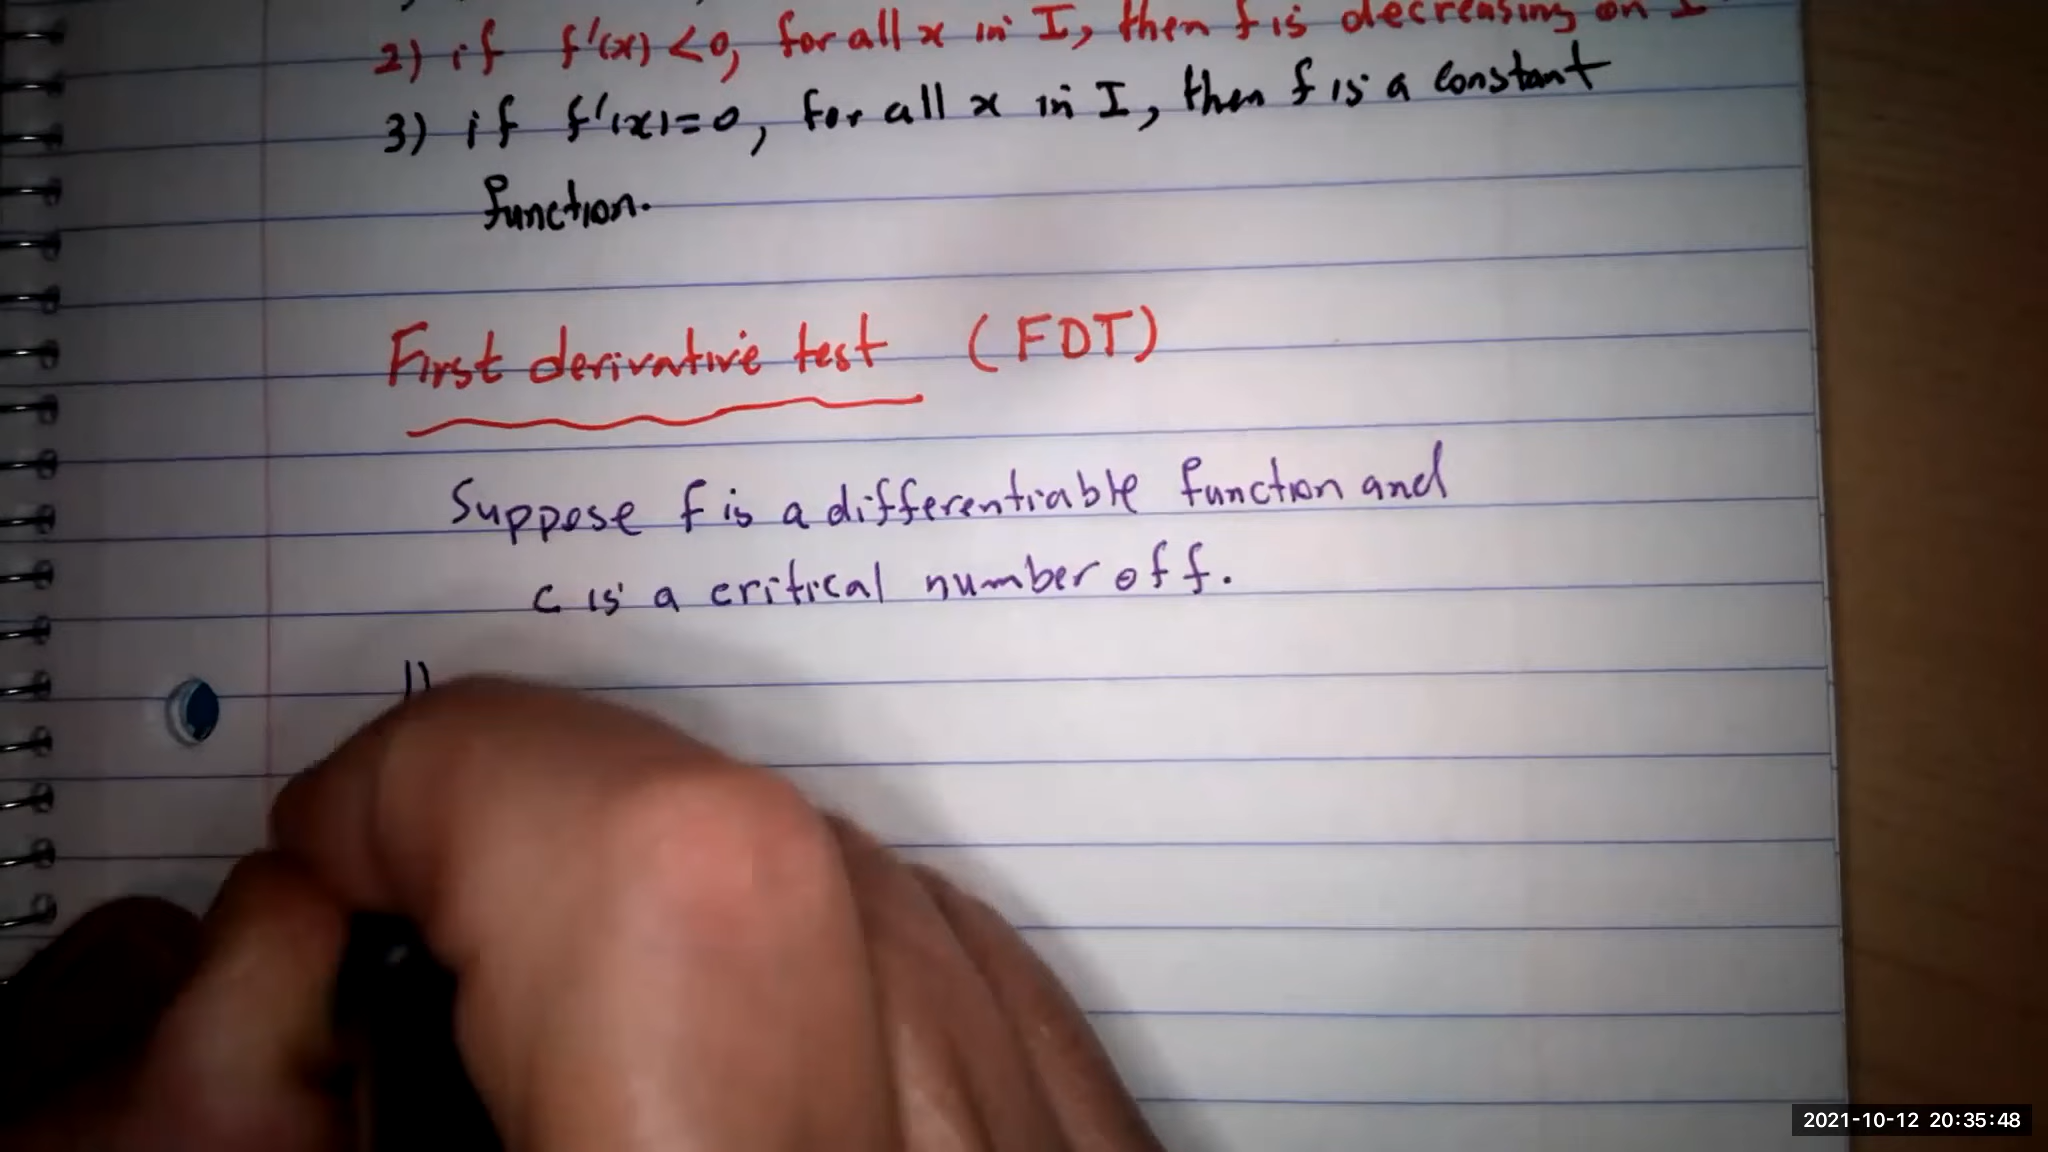 2) if f'(x) <0, for all x in I, then f is decreasing on I
3) if f'(x)=0, for all x in I, then f is a constant
function.
First derivative test (FDT)
Suppose f is a differentiable function and
c is a critical number of f.
1)
2021-10-12 20:35:48